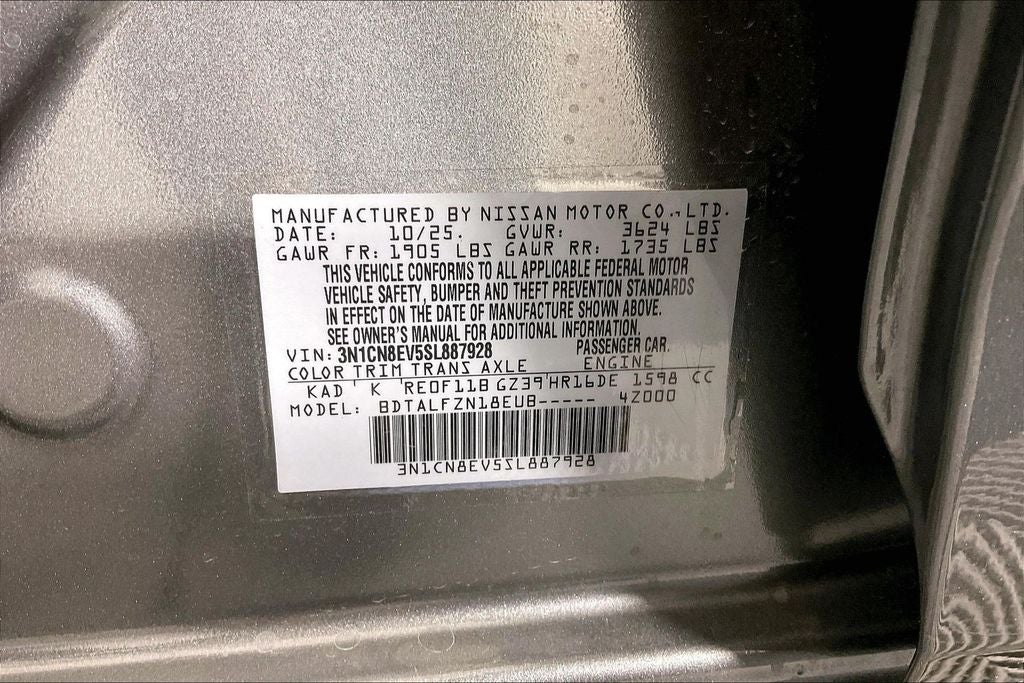 MANUFACTURED BY NISSAN MOTOR CO.,LTD.
DATE: 10/25. GVWR: 3624 LBS
GAWR FR: 1905 LBS GAWR RR: 1735 LBS
THIS VEHICLE CONFORMS TO ALL APPLICABLE FEDERAL MOTOR
VEHICLE SAFETY, BUMPER AND THEFT PREVENTION STANDARDS
IN EFFECT ON THE DATE OF MANUFACTURE SHOWN ABOVE.
SEE OWNER'S MANUAL FOR ADDITIONAL INFORMATION.
VIN: 3N1CN8EV5SL887928 PASSENGER CAR.
COLOR TRIM TRANS AXLE ENGINE
KAD K RE0F11B GZ39 HR16DE 1598 CC
MODEL: BDTALFZN18EUB----- 4Z000
3N1CN8EV5SL887928